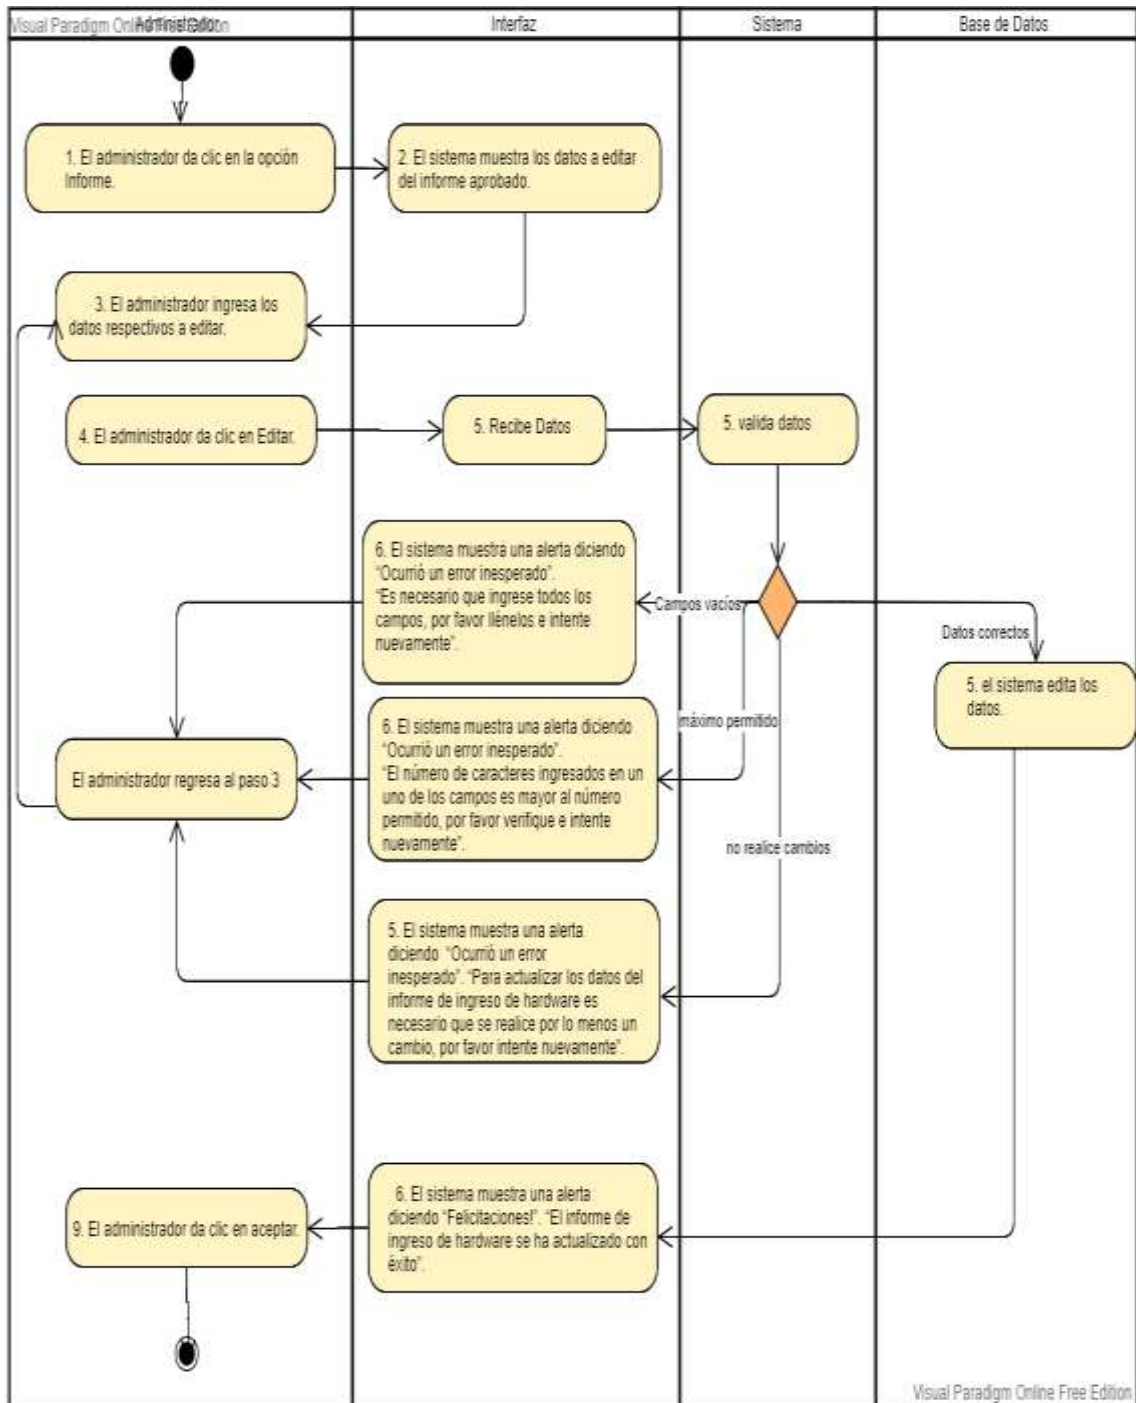 Visual Paradigm Online Free Edition
Administrador
Interfaz
Sistema
Base de Datos
1. El administrador da clic en la opción
Informe.
2. El sistema muestra los datos a editar
del informe aprobado.
3. El administrador ingresa los
datos respectivos a editar.
4. El administrador da clic en Editar.
5. Recibe Datos
5. valida datos
6. El sistema muestra una alerta diciendo
“Ocurrió un error inesperado”.
“Es necesario que ingrese todos los
campos, por favor llénelos e intente
nuevamente”.
Campos vacíos
Datos correctos
5. el sistema edita los
datos.
máximo permitido
6. El sistema muestra una alerta diciendo
“Ocurrió un error inesperado”.
“El número de caracteres ingresados en un
uno de los campos es mayor al número
permitido, por favor verifique e intente
nuevamente”.
El administrador regresa al paso 3
no realice cambios
5. El sistema muestra una alerta
diciendo “Ocurrió un error
inesperado”. “Para actualizar los datos del
informe de ingreso de hardware es
necesario que se realice por lo menos un
cambio, por favor intente nuevamente”.
6. El sistema muestra una alerta
diciendo “Felicitaciones!”. “El informe de
ingreso de hardware se ha actualizado con
éxito”.
9. El administrador da clic en aceptar.
Visual Paradigm Online Free Edition